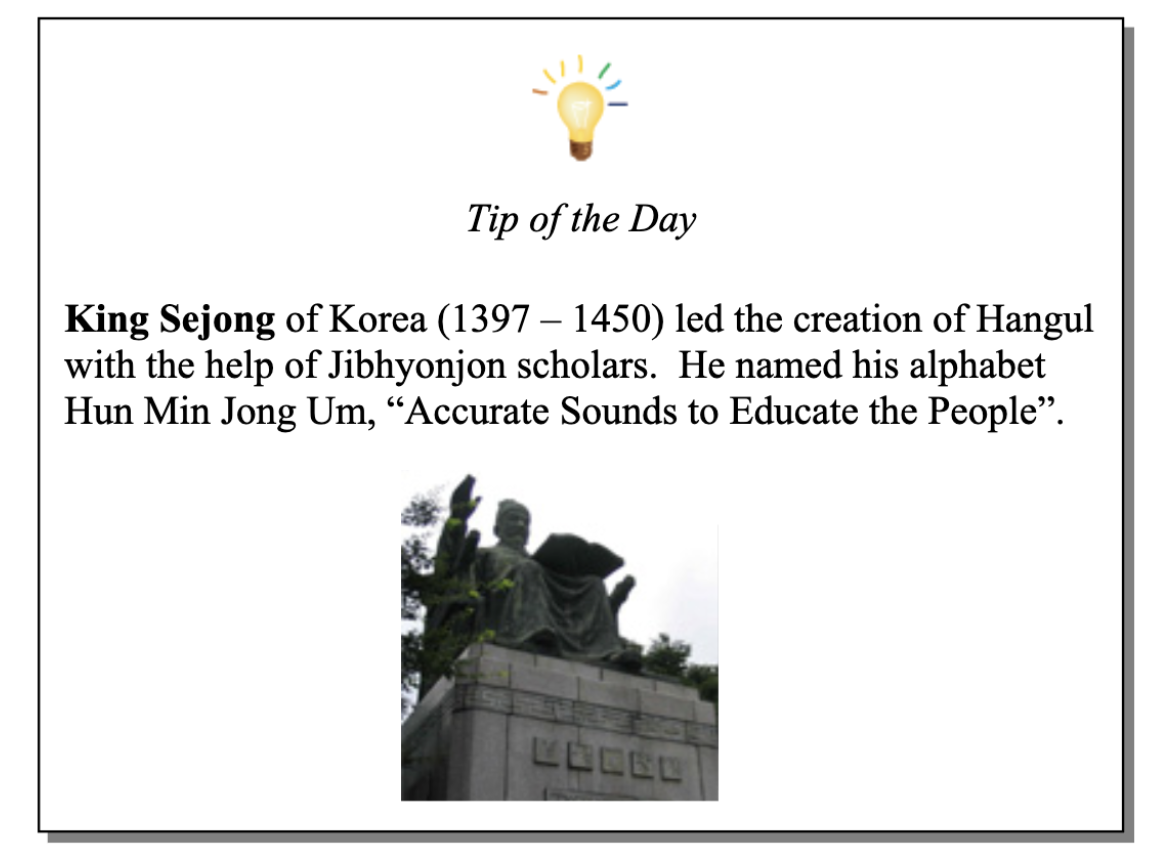 Tip of the Day
King Sejong of Korea (1397 – 1450) led the creation of Hangul
with the help of Jibhyonjon scholars.  He named his alphabet
Hun Min Jong Um, “Accurate Sounds to Educate the People”.